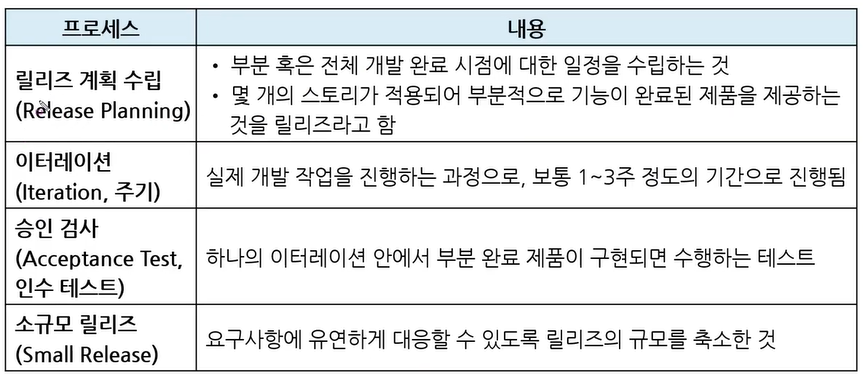 프로세스
내용
릴리즈 계획 수립
(Release Planning)
• 부분 혹은 전체 개발 완료 시점에 대한 일정을 수립하는 것
• 몇 개의 스토리가 적용되어 부분적으로 기능이 완료된 제품을 제공하는
것을 릴리즈라고 함
이터레이션
(Iteration, 주기)
실제 개발 작업을 진행하는 과정으로, 보통 1~3주 정도의 기간으로 진행됨
승인 검사
(Acceptance Test,
인수 테스트)
하나의 이터레이션 안에서 부분 완료 제품이 구현되면 수행하는 테스트
소규모 릴리즈
(Small Release)
요구사항에 유연하게 대응할 수 있도록 릴리즈의 규모를 축소한 것